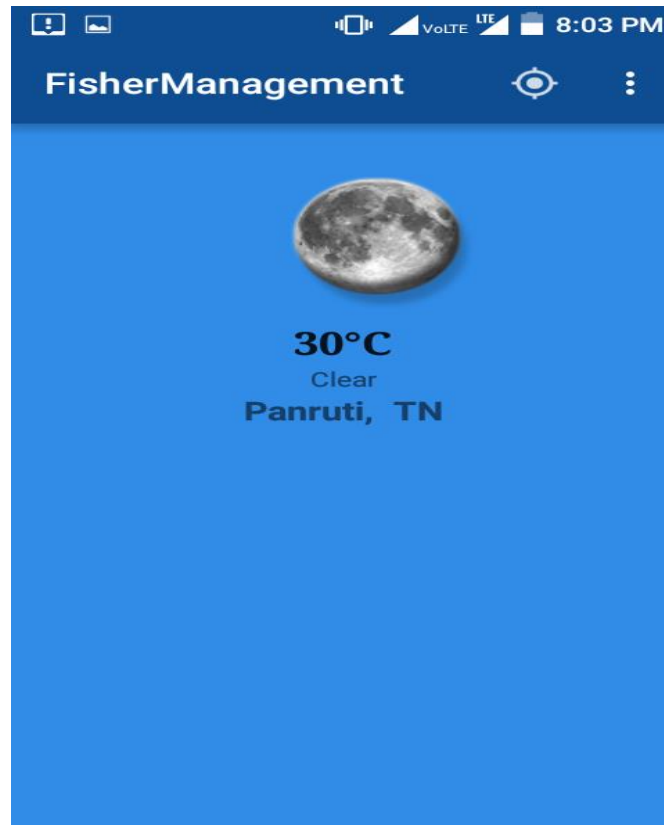 VoLTE LTE 8:03 PM
FisherManagement
30°C
Clear
Panruti, TN